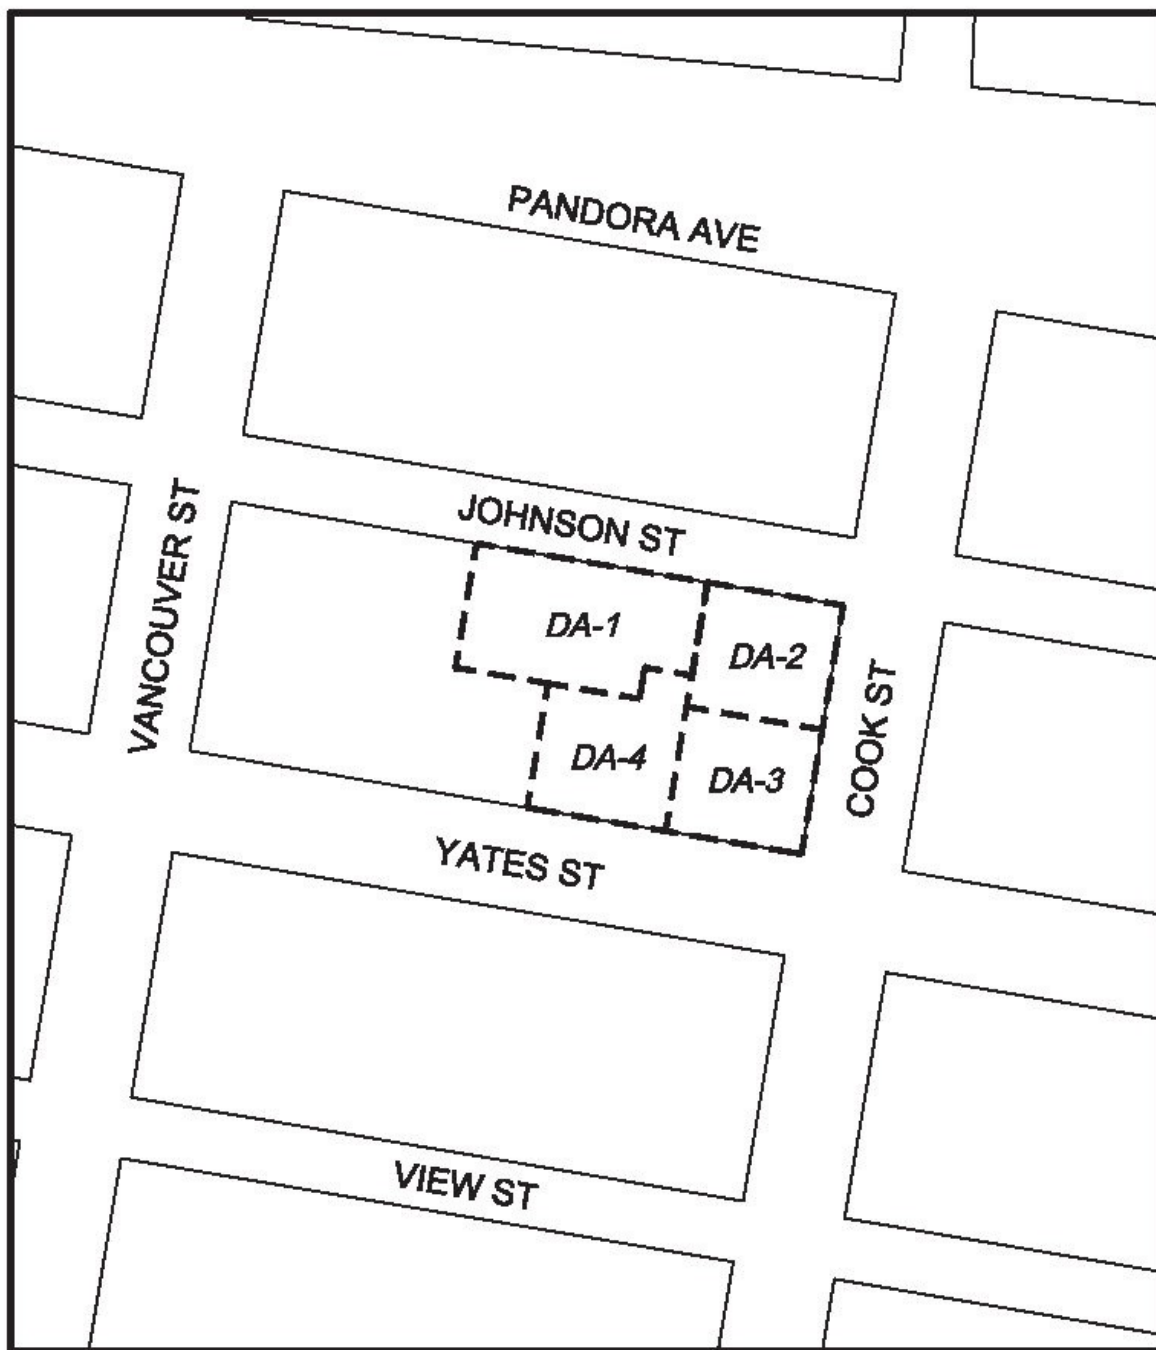 PANDORA AVE
JOHNSON ST
VANCOUVER ST
DA-1
DA-2
COOK ST
DA-4
DA-3
YATES ST
VIEW ST